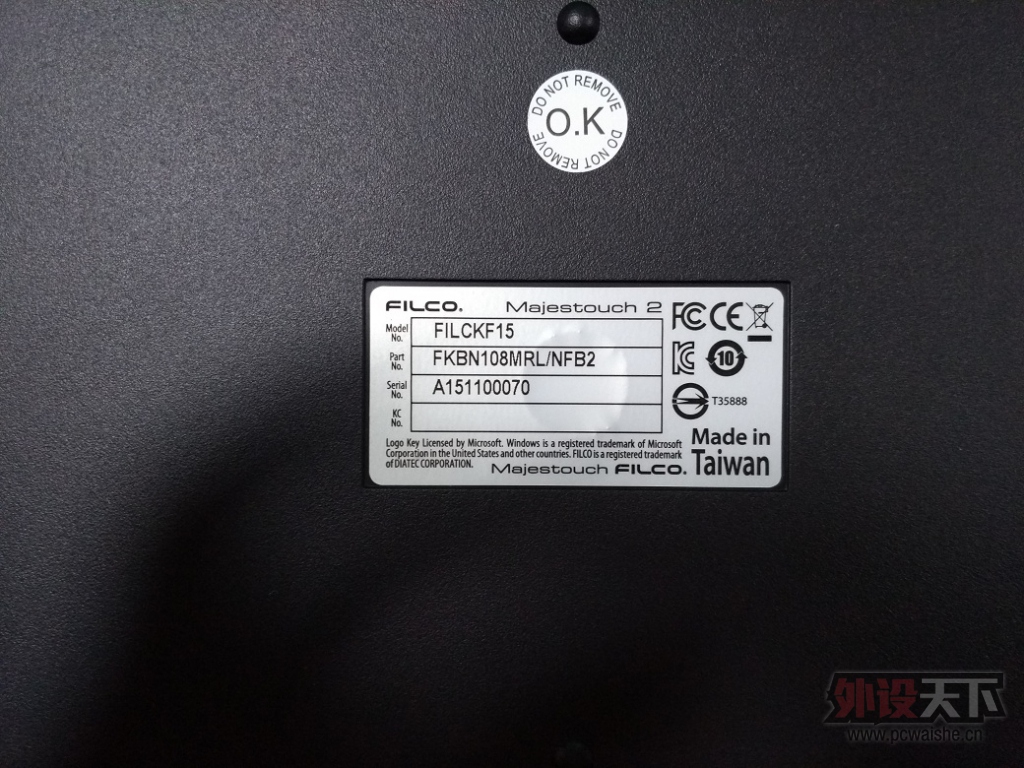 DO NOT REMOVE
O.K
DO NOT REMOVE
FILCO. Majestouch 2
Model No. FILCKF15
Part No. FKBN108MRL/NFB2
Serial No. A151100070
KC No.
FC CE
10
T35888
Logo Key Licensed by Microsoft. Windows is a registered trademark of Microsoft
Corporation in the United States and other countries. FILCO is a registered trademark
of DIATEC CORPORATION.
Majestouch FILCO.
Made in
Taiwan
外设天下
www.pcwaishe.cn